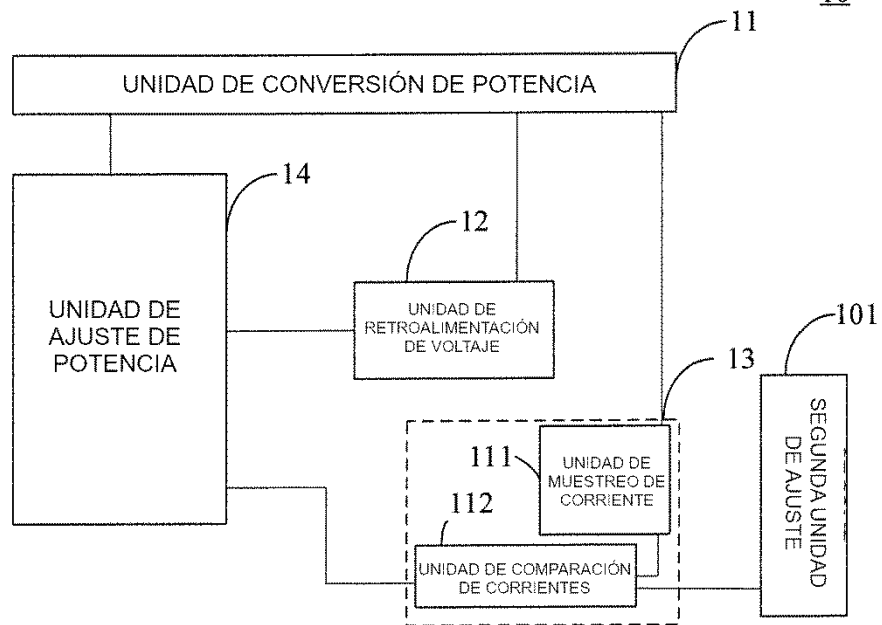 11
UNIDAD DE CONVERSIÓN DE POTENCIA
14
12
UNIDAD DE
AJUSTE DE
POTENCIA
UNIDAD DE
RETROALIMENTACIÓN
DE VOLTAJE
101
13
SEGUNDA UNIDAD
DE AJUSTE
111
UNIDAD DE
MUESTREO DE
CORRIENTE
112
UNIDAD DE COMPARACIÓN
DE CORRIENTES